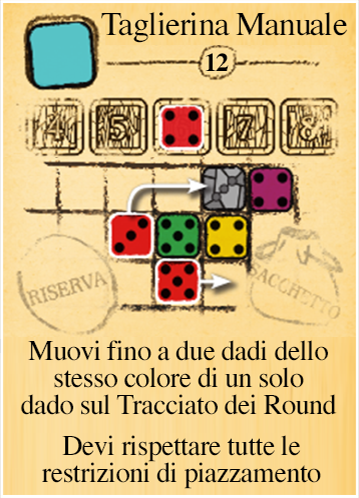 Taglierina Manuale
12
4 5 7 8
RISERVA
SACCHETTO
Muovi fino a due dadi dello
stesso colore di un solo
dado sul Tracciato dei Round
Devi rispettare tutte le
restrizioni di piazzamento